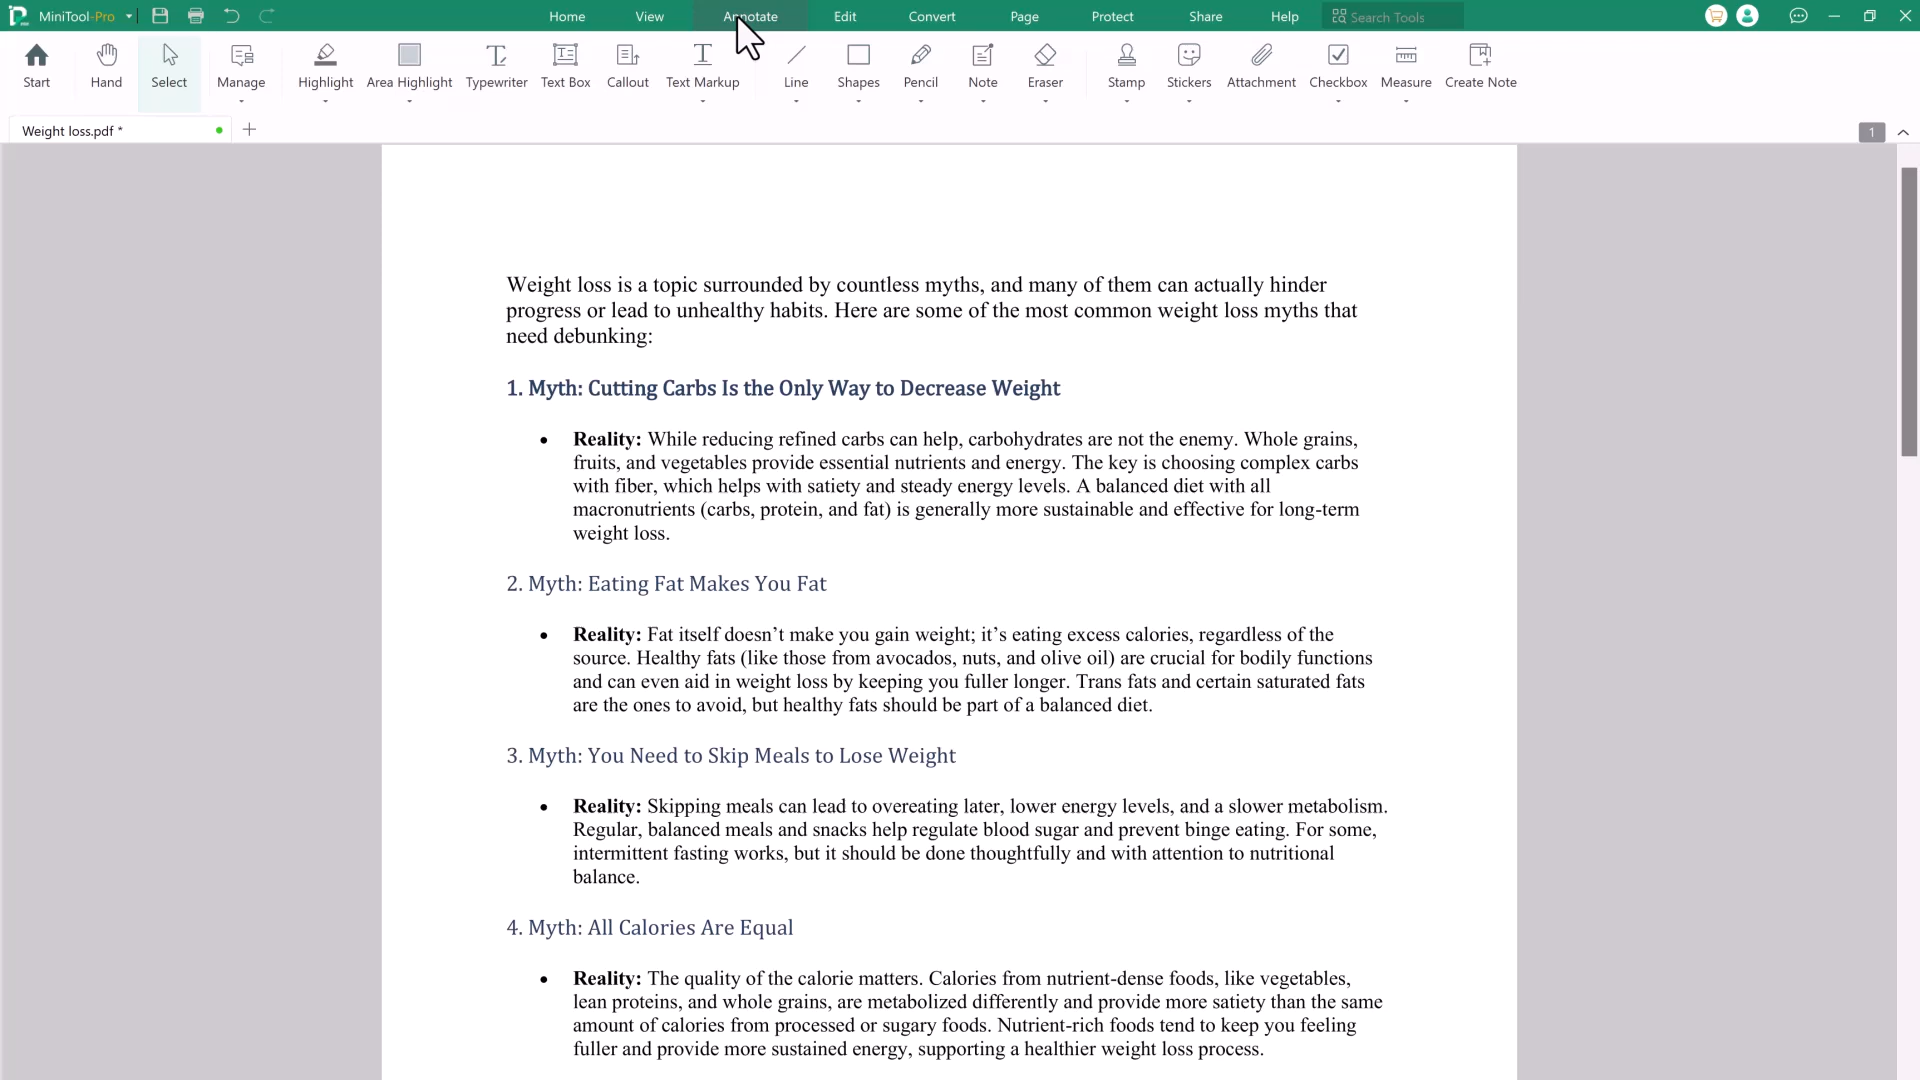 MiniTool-Pro
Home View Annotate Edit Convert Page Protect Share Help Search Tools
Start Hand Select Manage Highlight Area Highlight Typewriter Text Box Callout Text Markup Line Shapes Pencil Note Eraser Stamp Stickers Attachment Checkbox Measure Create Note
Weight loss.pdf *
1
Weight loss is a topic surrounded by countless myths, and many of them can actually hinder
progress or lead to unhealthy habits. Here are some of the most common weight loss myths that
need debunking:
1. Myth: Cutting Carbs Is the Only Way to Decrease Weight
• Reality: While reducing refined carbs can help, carbohydrates are not the enemy. Whole grains,
fruits, and vegetables provide essential nutrients and energy. The key is choosing complex carbs
with fiber, which helps with satiety and steady energy levels. A balanced diet with all
macronutrients (carbs, protein, and fat) is generally more sustainable and effective for long-term
weight loss.
2. Myth: Eating Fat Makes You Fat
• Reality: Fat itself doesn’t make you gain weight; it’s eating excess calories, regardless of the
source. Healthy fats (like those from avocados, nuts, and olive oil) are crucial for bodily functions
and can even aid in weight loss by keeping you fuller longer. Trans fats and certain saturated fats
are the ones to avoid, but healthy fats should be part of a balanced diet.
3. Myth: You Need to Skip Meals to Lose Weight
• Reality: Skipping meals can lead to overeating later, lower energy levels, and a slower metabolism.
Regular, balanced meals and snacks help regulate blood sugar and prevent binge eating. For some,
intermittent fasting works, but it should be done thoughtfully and with attention to nutritional
balance.
4. Myth: All Calories Are Equal
• Reality: The quality of the calorie matters. Calories from nutrient-dense foods, like vegetables,
lean proteins, and whole grains, are metabolized differently and provide more satiety than the same
amount of calories from processed or sugary foods. Nutrient-rich foods tend to keep you feeling
fuller and provide more sustained energy, supporting a healthier weight loss process.